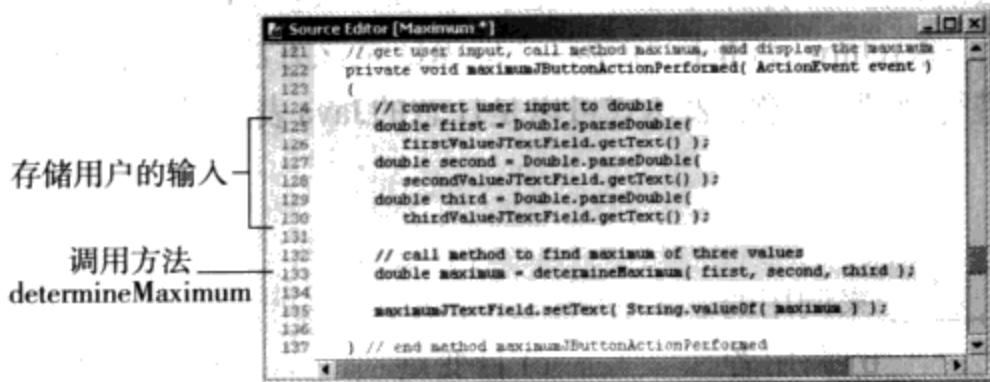 Source Editor [Maximum *]
121 // get user input, call method maximum, and display the maximum
122 private void maximumJButtonActionPerformed( ActionEvent event )
123 {
124 // convert user input to double
125 double first = Double.parseDouble(
126 firstValueJTextField.getText() );
127 double second = Double.parseDouble(
128 secondValueJTextField.getText() );
129 double third = Double.parseDouble(
130 thirdValueJTextField.getText() );
131
132 // call method to find maximum of three values
133 double maximum = determineMaximum( first, second, third );
134
135 maximumJTextField.setText( String.valueOf( maximum ) );
136
137 } // end method maximumJButtonActionPerformed
存储用户的输入
调用方法
determineMaximum